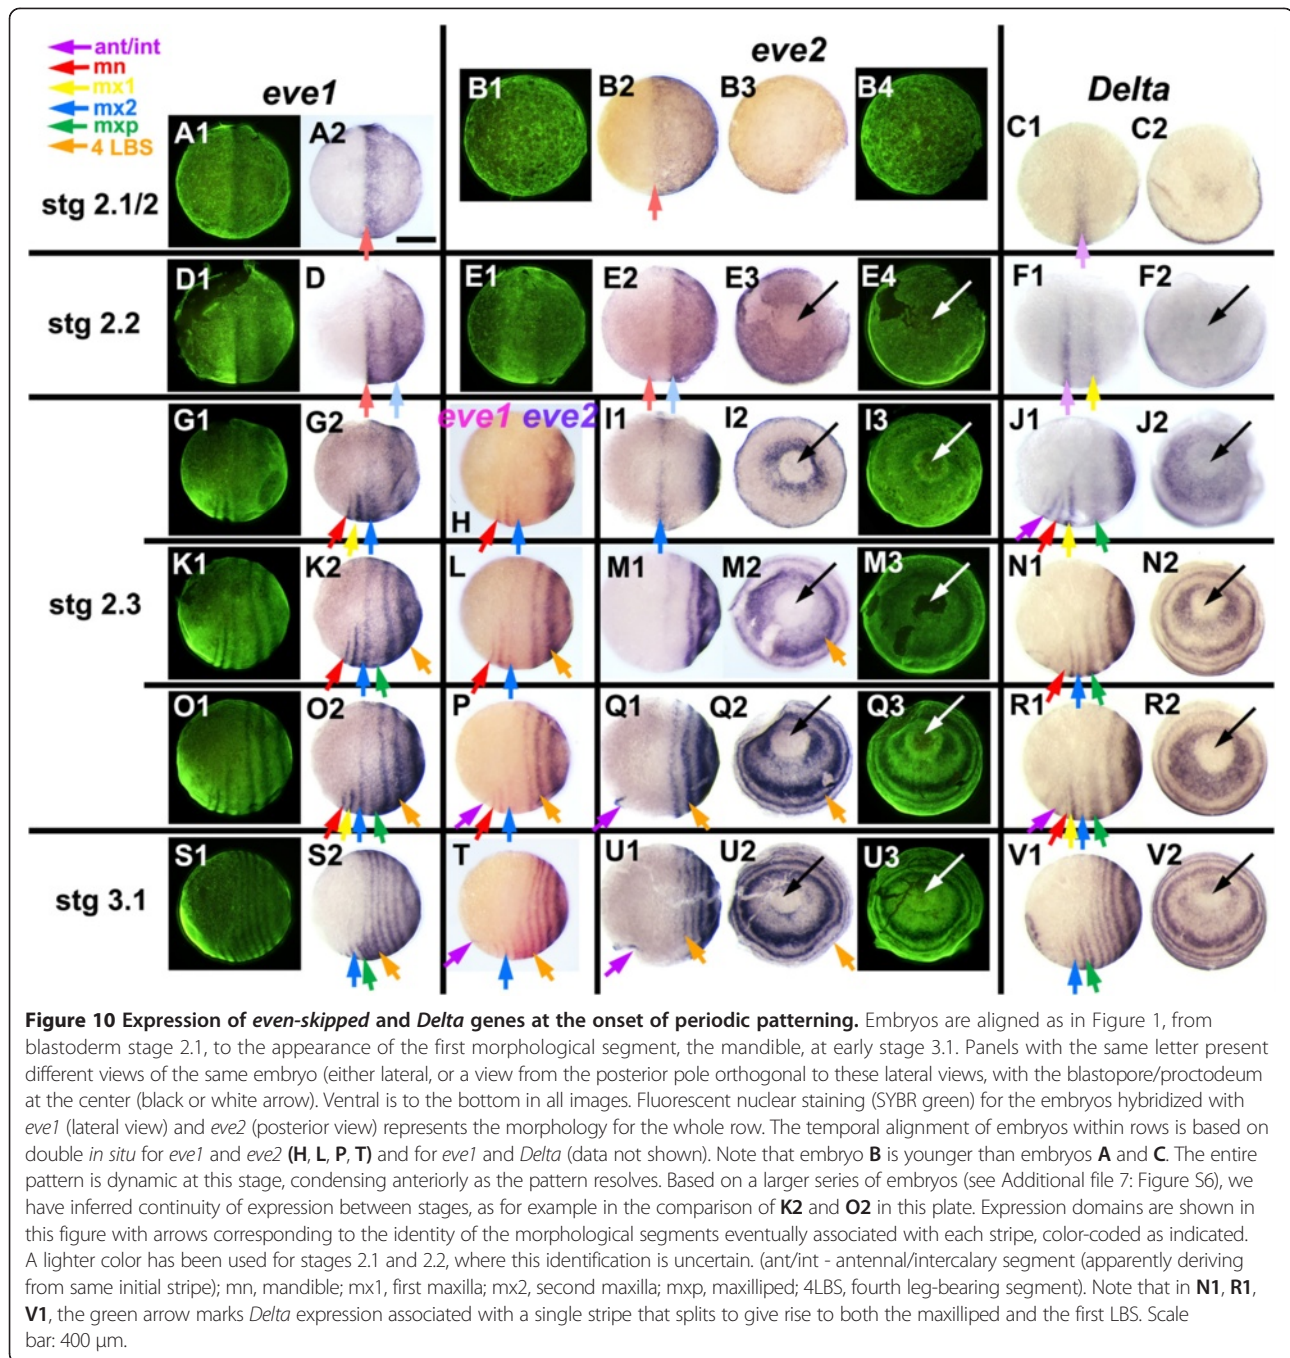 ant/int
mn
mx1
mx2
mxp
4 LBS
eve1
eve2
Delta
A1
A2
B1
B2
B3
B4
C1
C2
stg 2.1/2
D1
D
E1
E2
E3
E4
F1
F2
stg 2.2
G1
G2
eve1 eve2
H
I1
I2
I3
J1
J2
K1
K2
L
M1
M2
M3
N1
N2
stg 2.3
O1
O2
P
Q1
Q2
Q3
R1
R2
S1
S2
T
U1
U2
U3
V1
V2
stg 3.1
Figure 10 Expression of even-skipped and Delta genes at the onset of periodic patterning. Embryos are aligned as in Figure 1, from
blastoderm stage 2.1, to the appearance of the first morphological segment, the mandible, at early stage 3.1. Panels with the same letter present
different views of the same embryo (either lateral, or a view from the posterior pole orthogonal to these lateral views, with the blastopore/proctodeum
at the center (black or white arrow). Ventral is to the bottom in all images. Fluorescent nuclear staining (SYBR green) for the embryos hybridized with
eve1 (lateral view) and eve2 (posterior view) represents the morphology for the whole row. The temporal alignment of embryos within rows is based on
double in situ for eve1 and eve2 (H, L, P, T) and for eve1 and Delta (data not shown). Note that embryo B is younger than embryos A and C. The entire
pattern is dynamic at this stage, condensing anteriorly as the pattern resolves. Based on a larger series of embryos (see Additional file 7: Figure S6), we
have inferred continuity of expression between stages, as for example in the comparison of K2 and O2 in this plate. Expression domains are shown in
this figure with arrows corresponding to the identity of the morphological segments eventually associated with each stripe, color-coded as indicated.
A lighter color has been used for stages 2.1 and 2.2, where this identification is uncertain. (ant/int - antennal/intercalary segment (apparently deriving
from same initial stripe); mn, mandible; mx1, first maxilla; mx2, second maxilla; mxp, maxilliped; 4LBS, fourth leg-bearing segment). Note that in N1, R1,
V1, the green arrow marks Delta expression associated with a single stripe that splits to give rise to both the maxilliped and the first LBS. Scale
bar: 400 μm.